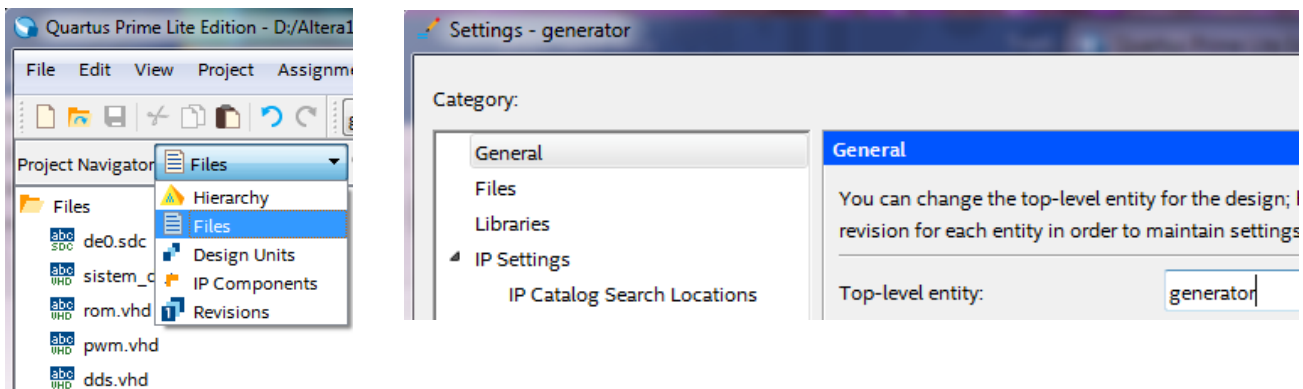 Quartus Prime Lite Edition - D:/Altera1
File Edit View Project Assignm
Project Navigator Files
Files
Hierarchy
Files
Design Units
IP Components
Revisions
abc SDC de0.sdc
abc VHD sistem_c
abc VHD rom.vhd
abc VHD pwm.vhd
abc VHD dds.vhd
Settings - generator
Category:
General
Files
Libraries
IP Settings
IP Catalog Search Locations
General
You can change the top-level entity for the design;
revision for each entity in order to maintain settings
Top-level entity: generator